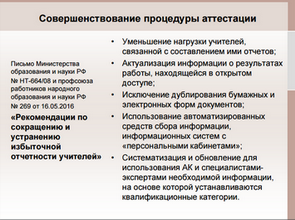 Совершенствование процедуры аттестации
Письмо Министерства
образования и науки РФ
№ НТ-664/08 и профсоюза
работников народного
образования и науки РФ
№ 269 от 16.05.2016
«Рекомендации по
сокращению и
устранению
избыточной
отчетности учителей»
• Уменьшение нагрузки учителей,
связанной с составлением ими отчетов;
• Актуализация информации о результатах
работы, находящейся в открытом
доступе;
• Исключение дублирования бумажных и
электронных форм документов;
• Использование автоматизированных
средств сбора информации,
информационных систем с
«персональными кабинетами»;
• Систематизация и обновление для
использования АК и специалистами-
экспертами необходимой информации,
на основе которой устанавливаются
квалификационные категории.